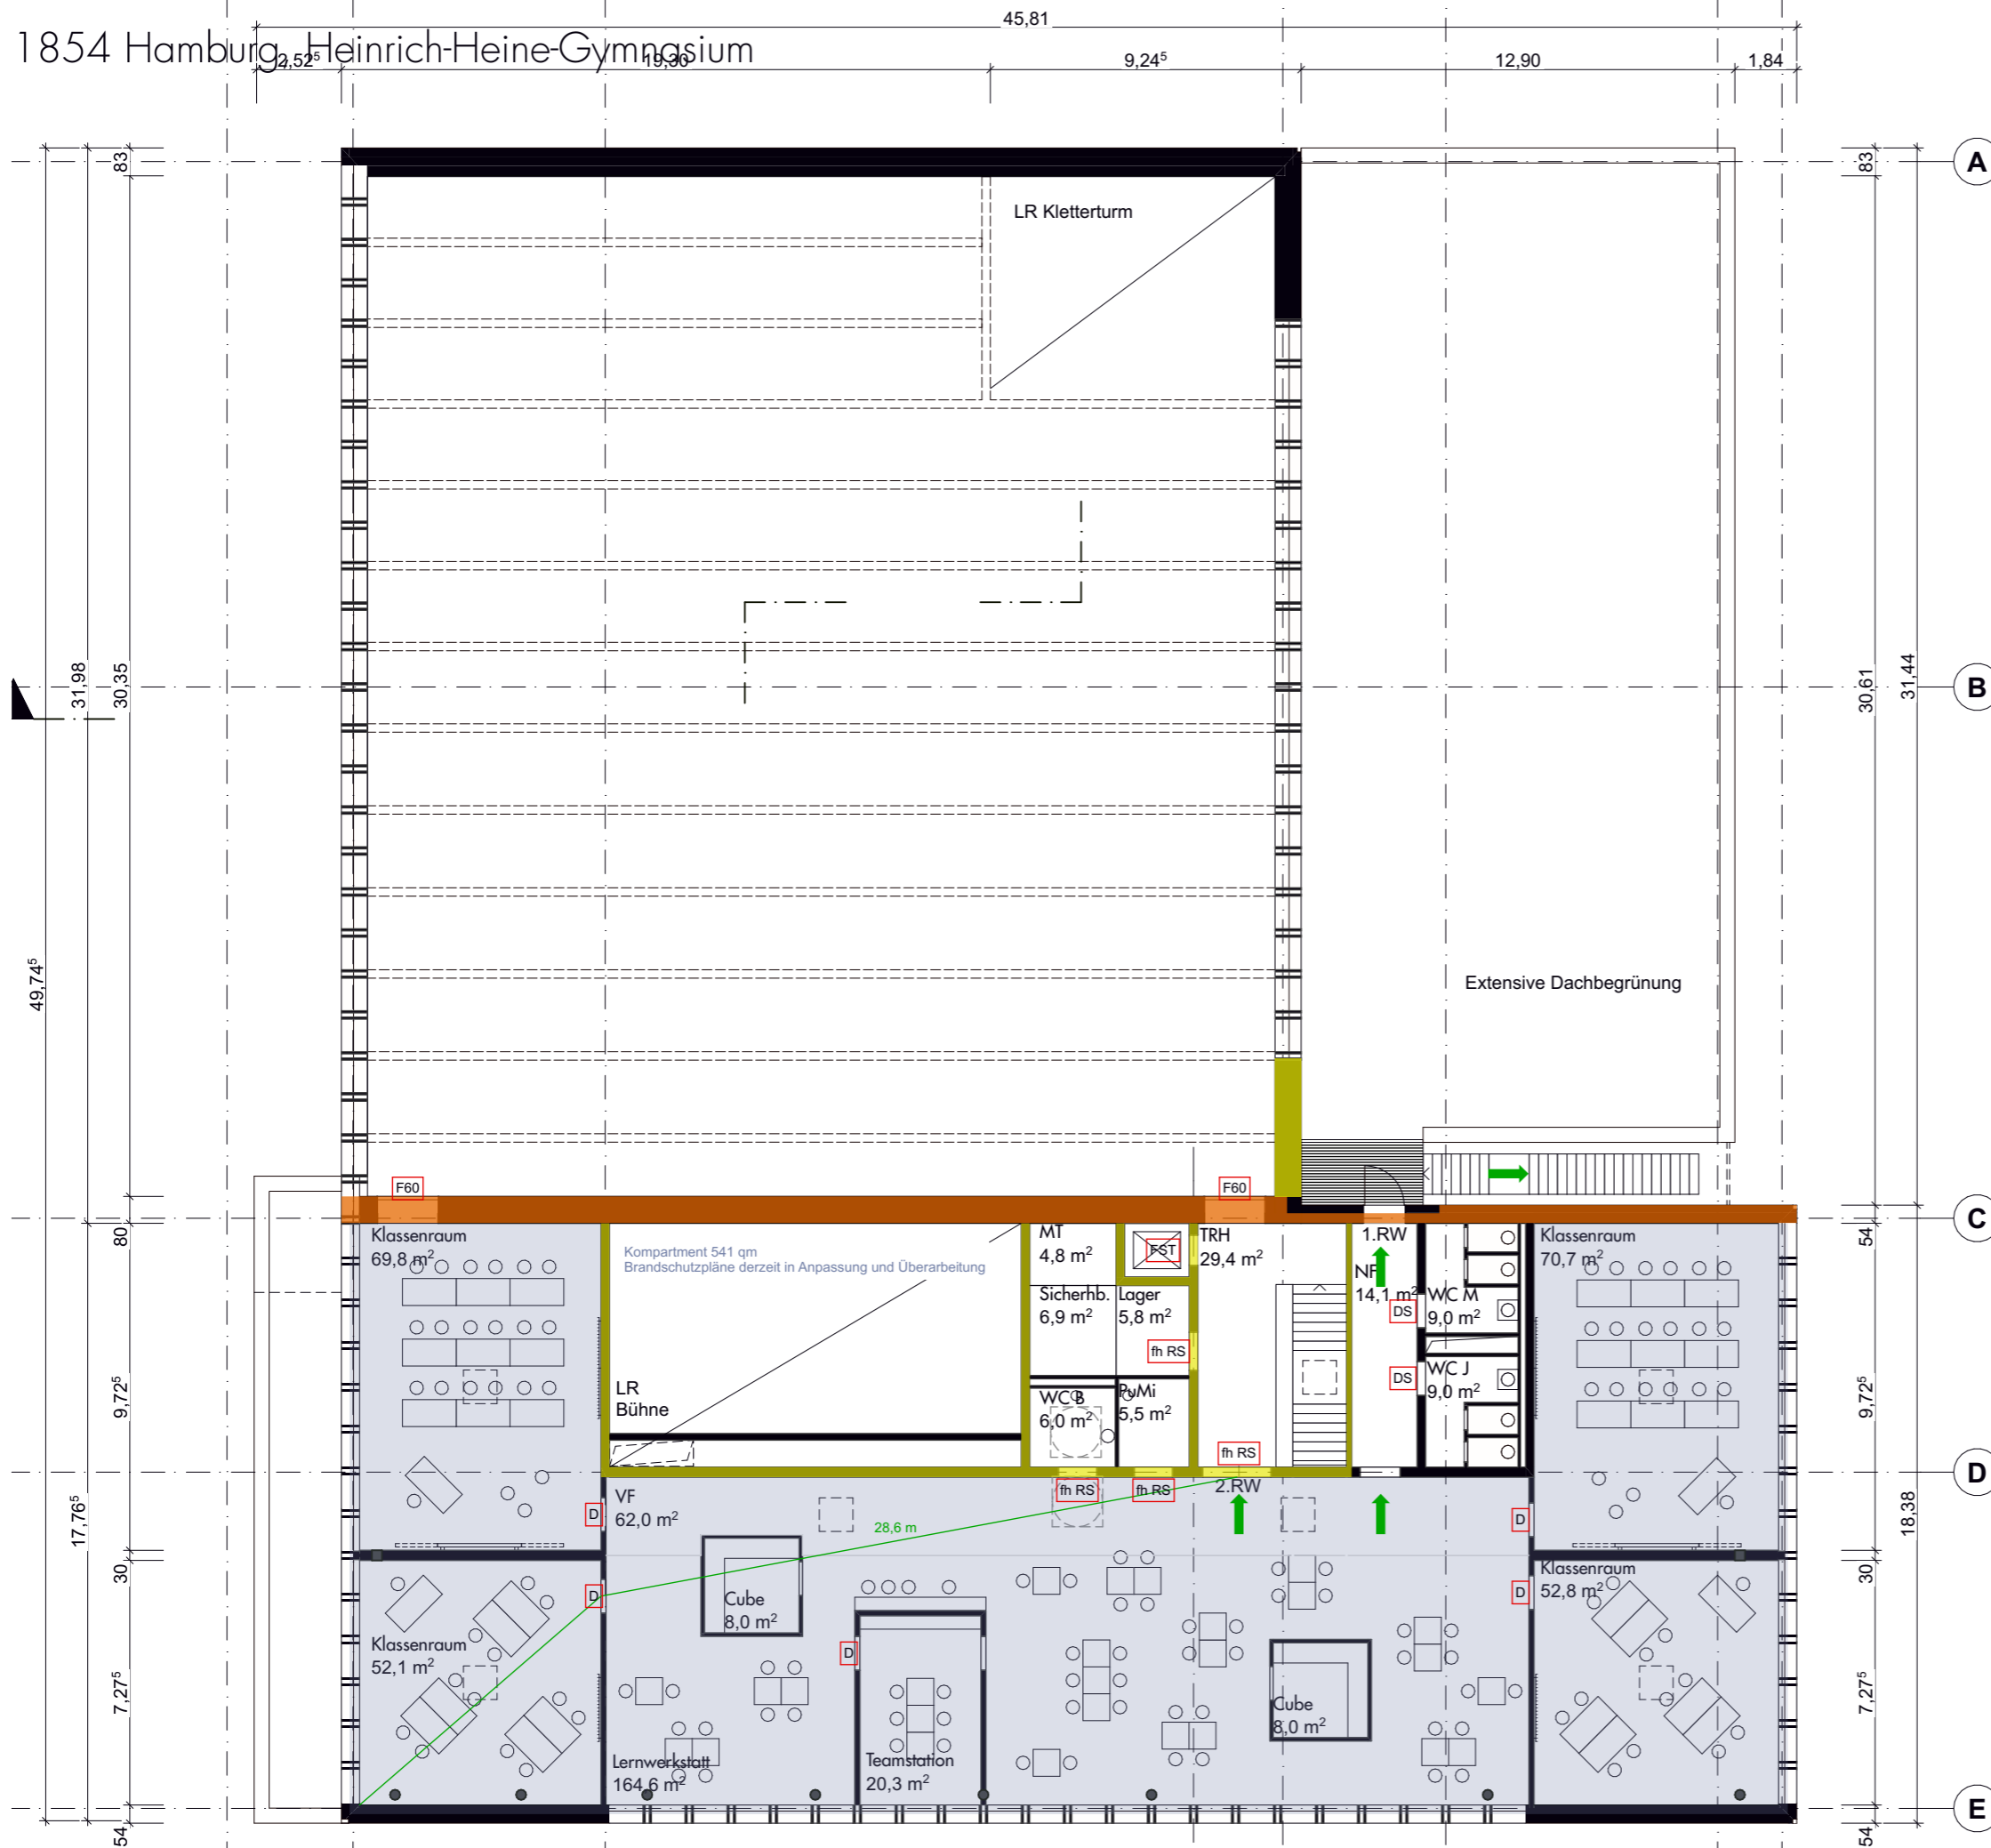 45,81
1854 Hamburg, Heinrich-Heine-Gymnasium
2,52⁵
19,30
9,24⁵
12,90
1,84
83
83
A
LR Kletterturm
31,98
30,35
30,61
31,44
B
49,74⁵
Extensive Dachbegrünung
F60
F60
C
80
54
Klassenraum
69,8 m²
Kompartment 541 qm
Brandschutzpläne derzeit in Anpassung und Überarbeitung
MT
4,8 m²
FST
TRH
29,4 m²
1.RW
NF
14,1 m²
Klassenraum
70,7 m²
Sicherhb.
6,9 m²
Lager
5,8 m²
fh RS
DS
WC M
9,0 m²
LR
Bühne
WC B
6,0 m²
PuMi
5,5 m²
DS
WC J
9,0 m²
9,72⁵
9,72⁵
fh RS
D
fh RS
fh RS
2.RW
VF
62,0 m²
28,6 m
D
D
17,76⁵
18,38
30
30
D
D
Klassenraum
52,8 m²
Cube
8,0 m²
Klassenraum
52,1 m²
D
7,27⁵
7,27⁵
Cube
8,0 m²
Lernwerkstatt
164,6 m²
Teamstation
20,3 m²
E
54
54